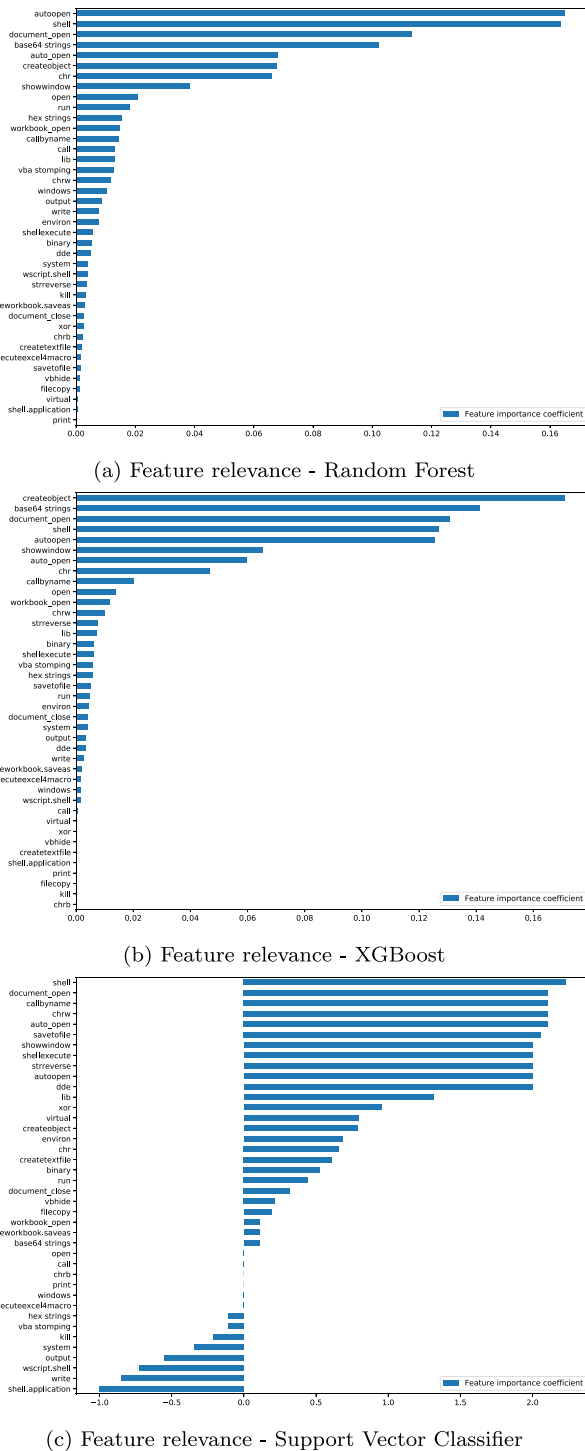 autoopen
shell
document_open
base64 strings
auto_open
createobject
chr
showwindow
open
run
hex strings
workbook_open
callbyname
call
lib
vba stomping
chrw
windows
output
write
environ
shellexecute
binary
dde
system
wscript.shell
strreverse
kill
eworkbook.saveas
document_close
xor
chrb
createtextfile
ecuteexcel4macro
savetofile
vbhide
filecopy
virtual
shell.application
print
Feature importance coefficient
0.00 0.02 0.04 0.06 0.08 0.10 0.12 0.14 0.16
(a) Feature relevance - Random Forest
createobject
base64 strings
document_open
shell
autoopen
showwindow
auto_open
chr
callbyname
open
workbook_open
chrw
strreverse
lib
binary
shellexecute
vba stomping
hex strings
savetofile
run
environ
document_close
system
output
dde
write
eworkbook.saveas
ecuteexcel4macro
windows
wscript.shell
call
virtual
xor
vbhide
createtextfile
shell.application
print
filecopy
kill
chrb
Feature importance coefficient
0.00 0.02 0.04 0.06 0.08 0.10 0.12 0.14 0.16
(b) Feature relevance - XGBoost
shell
document_open
callbyname
chrw
auto_open
savetofile
showwindow
shellexecute
strreverse
autoopen
dde
lib
xor
virtual
createobject
environ
chr
createtextfile
binary
run
document_close
vbhide
filecopy
workbook_open
eworkbook.saveas
base64 strings
open
call
chrb
print
windows
ecuteexcel4macro
hex strings
vba stomping
kill
system
output
wscript.shell
write
shell.application
Feature importance coefficient
−1.0 −0.5 0.0 0.5 1.0 1.5 2.0
(c) Feature relevance - Support Vector Classifier